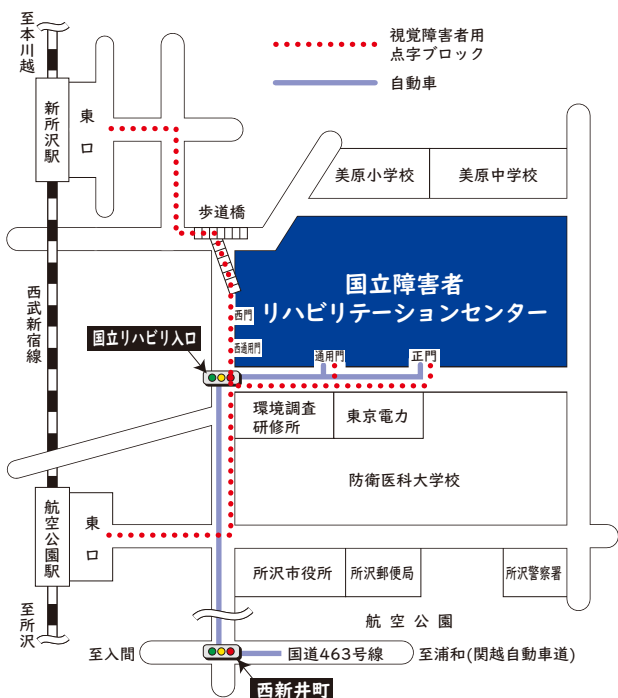 至本川越
視覚障害者用
点字ブロック
自動車
新所沢駅
東口
美原小学校
美原中学校
歩道橋
国立障害者
リハビリテーションセンター
西武新宿線
西門
西通用門
国立リハビリ入口
通用門
正門
環境調査
研修所
東京電力
防衛医科大学校
航空公園駅
東口
所沢市役所
所沢郵便局
所沢警察署
航空公園
至所沢
至入間
国道463号線
至浦和(関越自動車道)
西新井町